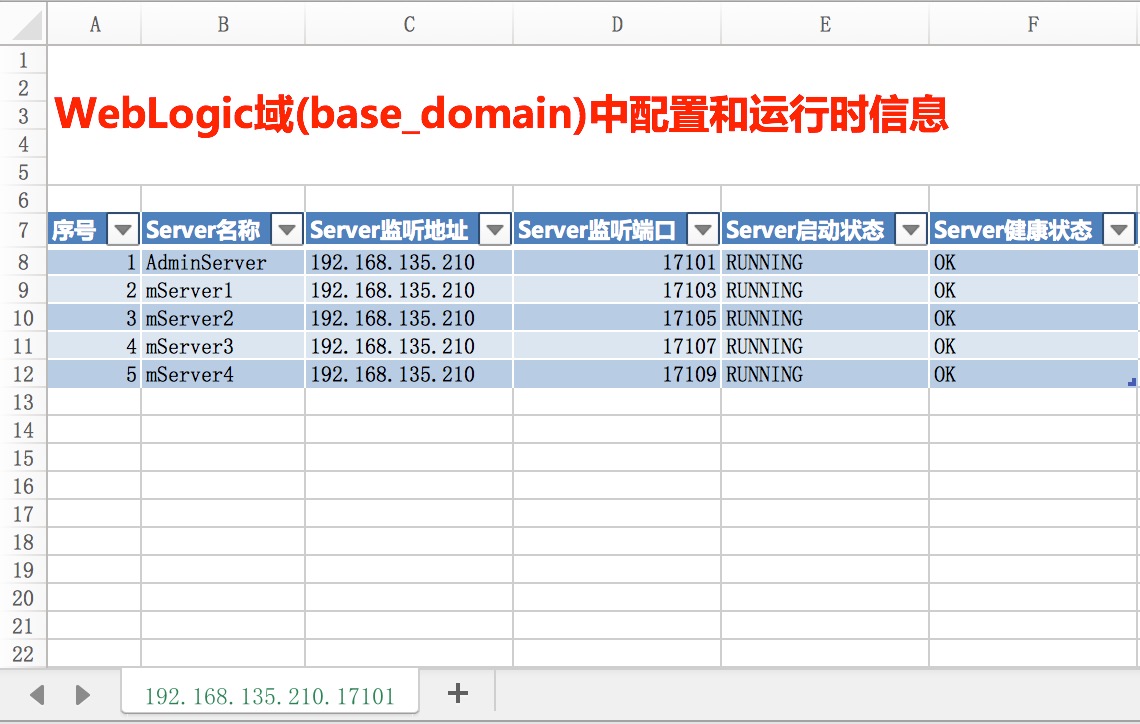 A B C D E F
1
2
3 WebLogic域(base_domain)中配置和运行时信息
4
5
6
7 序号 Server名称 Server监听地址 Server监听端口 Server启动状态 Server健康状态
8 1 AdminServer 192.168.135.210 17101 RUNNING OK
9 2 mServer1 192.168.135.210 17103 RUNNING OK
10 3 mServer2 192.168.135.210 17105 RUNNING OK
11 4 mServer3 192.168.135.210 17107 RUNNING OK
12 5 mServer4 192.168.135.210 17109 RUNNING OK
13
14
15
16
17
18
19
20
21
22
192.168.135.210.17101 +